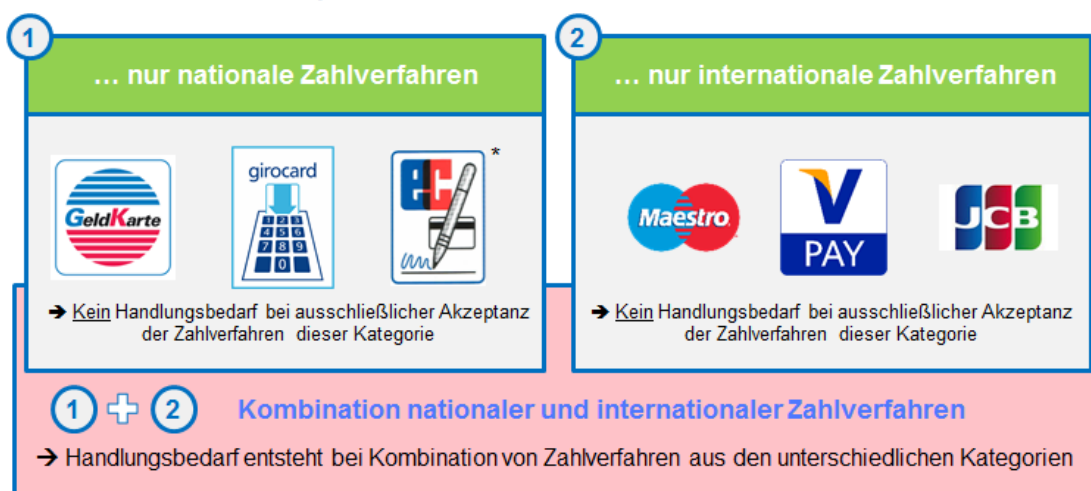 1
… nur nationale Zahlverfahren
GeldKarte
girocard
1 2 3
4 5 6
7 8 9
0
ec
*
➔ Kein Handlungsbedarf bei ausschließlicher Akzeptanz
der Zahlverfahren dieser Kategorie
2
… nur internationale Zahlverfahren
Maestro
V
PAY
JCB
➔ Kein Handlungsbedarf bei ausschließlicher Akzeptanz
der Zahlverfahren dieser Kategorie
1 + 2 Kombination nationaler und internationaler Zahlverfahren
→ Handlungsbedarf entsteht bei Kombination von Zahlverfahren aus den unterschiedlichen Kategorien